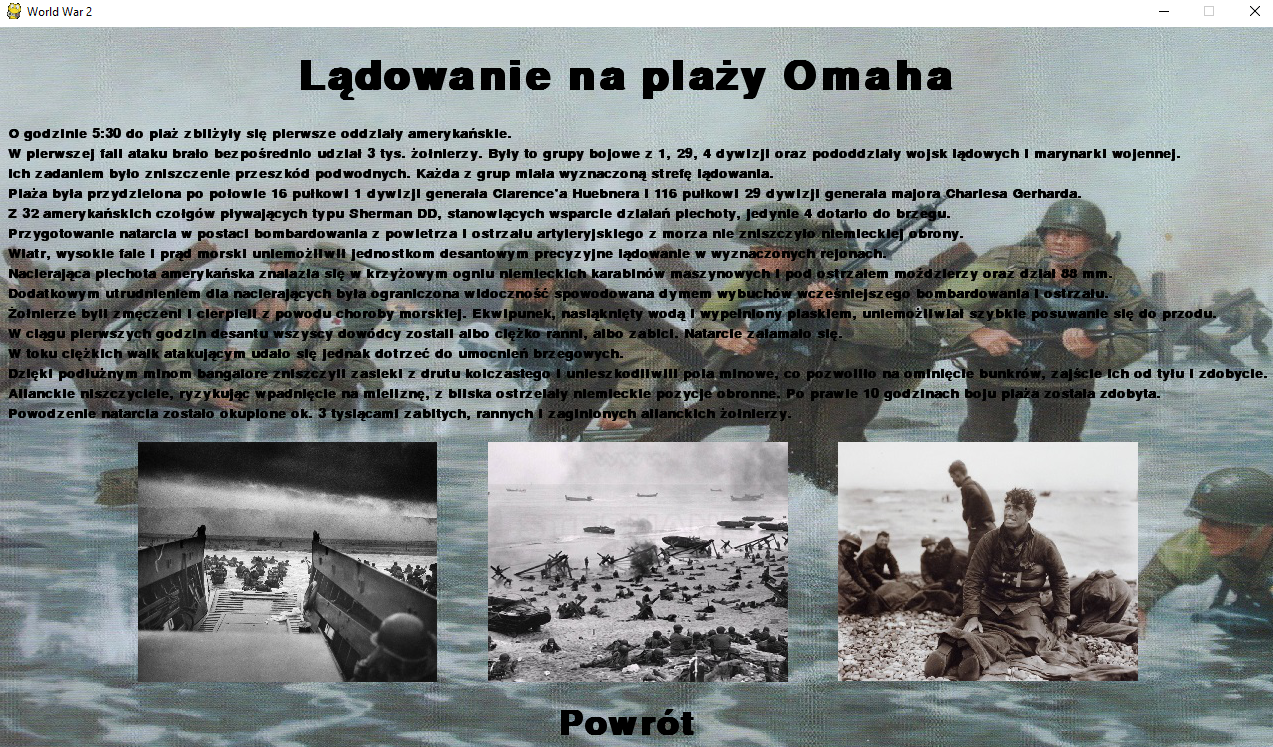 World War 2
Lądowanie na plaży Omaha
O godzinie 5:30 do plaż zbliżyły się pierwsze oddziały amerykańskie.
W pierwszej fali ataku brało bezpośrednio udział 3 tys. żołnierzy. Były to grupy bojowe z 1, 29, 4 dywizji oraz pododdziały wojsk lądowych i marynarki wojennej.
Ich zadaniem było zniszczenie przeszkód podwodnych. Każda z grup miała wyznaczoną strefę lądowania.
Plaża była przydzielona po połowie 16 pułkowi 1 dywizji generała Clarence'a Huebnera i 116 pułkowi 29 dywizji generała majora Charlesa Gerharda.
Z 32 amerykańskich czołgów pływających typu Sherman DD, stanowiących wsparcie działań piechoty, jedynie 4 dotarło do brzegu.
Przygotowanie natarcia w postaci bombardowania z powietrza i ostrzału artyleryjskiego z morza nie zniszczyło niemieckiej obrony.
Wiatr, wysokie fale i prąd morski uniemożliwił jednostkom desantowym precyzyjne lądowanie w wyznaczonych rejonach.
Nacierająca piechota amerykańska znalazła się w krzyżowym ogniu niemieckich karabinów maszynowych i pod ostrzałem moździerzy oraz dział 88 mm.
Dodatkowym utrudnieniem dla nacierających była ograniczona widoczność spowodowana dymem wybuchów wcześniejszego bombardowania i ostrzału.
Żołnierze byli zmęczeni i cierpieli z powodu choroby morskiej. Ekwipunek, nasiąknięty wodą i wypełniony piaskiem, uniemożliwiał szybkie posuwanie się do przodu.
W ciągu pierwszych godzin desantu wszyscy dowódcy zostali albo ciężko ranni, albo zabici. Natarcie załamało się.
W toku ciężkich walk atakującym udało się jednak dotrzeć do umocnień brzegowych.
Dzięki podłużnym minom bangalore zniszczyli zasieki z drutu kolczastego i unieszkodliwili pola minowe, co pozwoliło na ominięcie bunkrów, zajście ich od tyłu i zdobycie.
Alianckie niszczyciele, ryzykując wpadnięcie na mieliznę, z bliska ostrzelały niemieckie pozycje obronne. Po prawie 10 godzinach boju plaża została zdobyta.
Powodzenie natarcia zostało okupione ok. 3 tysiącami zabitych, rannych i zaginionych alianckich żołnierzy.
Powrót